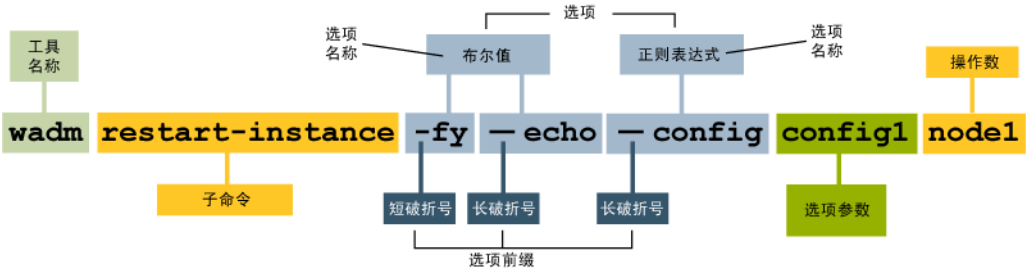 选项
工具
名称
选项
名称
布尔值
正则表达式
选项
名称
操作数
wadm restart-instance -fy — echo — config config1 node1
子命令
短破折号
长破折号
长破折号
选项参数
选项前缀